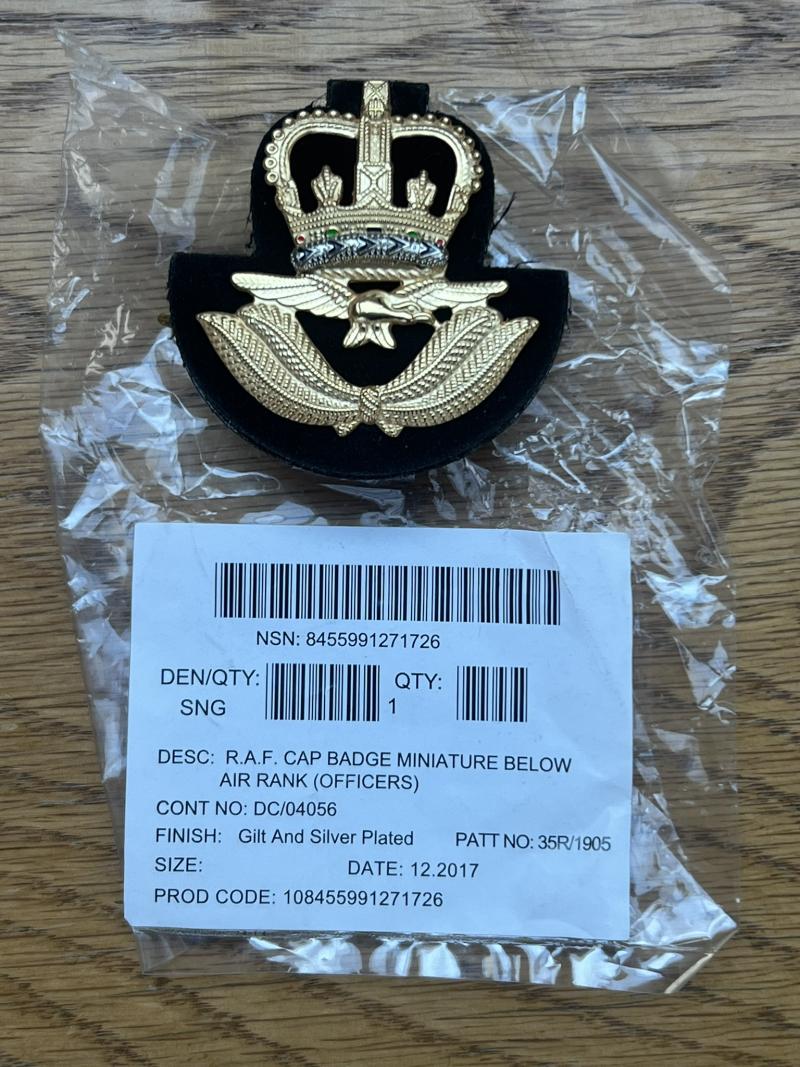 NSN: 8455991271726
DEN/QTY: QTY:
SNG 1
DESC: R.A.F. CAP BADGE MINIATURE BELOW
AIR RANK (OFFICERS)
CONT NO: DC/04056
FINISH: Gilt And Silver Plated PATT NO: 35R/1905
SIZE: DATE: 12.2017
PROD CODE: 108455991271726